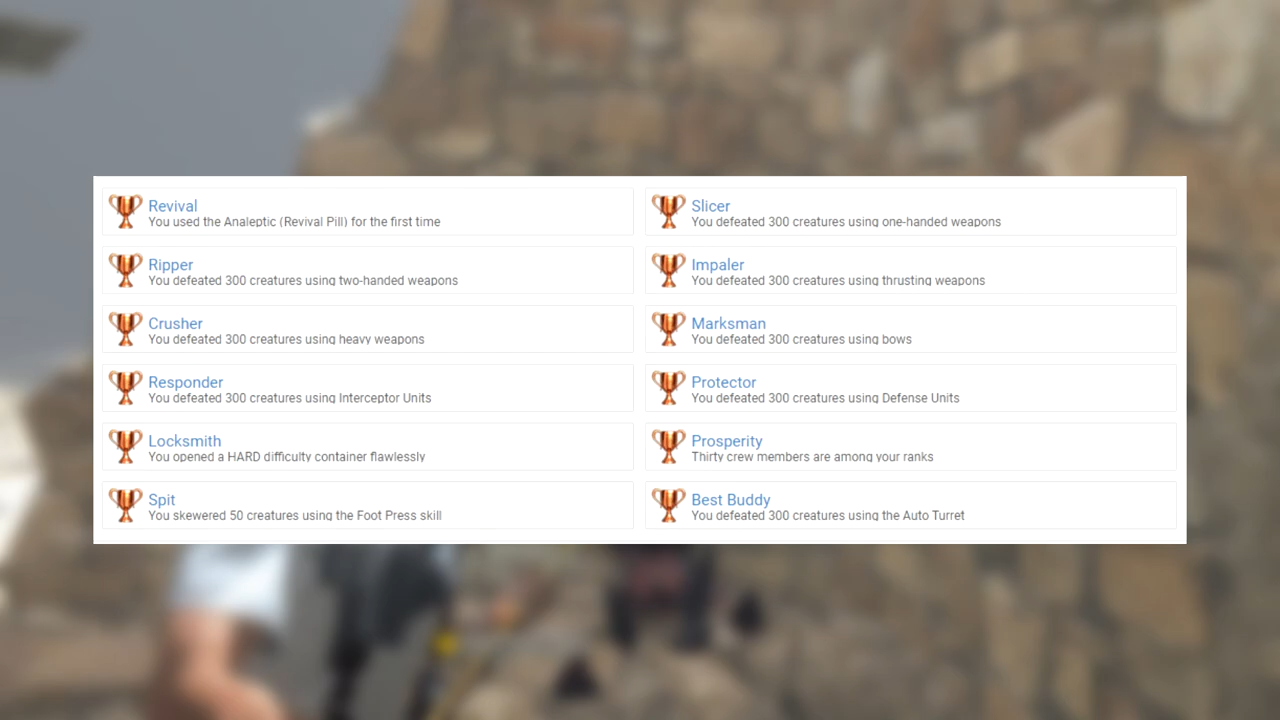 Revival
You used the Analeptic (Revival Pill) for the first time
Slicer
You defeated 300 creatures using one-handed weapons
Ripper
You defeated 300 creatures using two-handed weapons
Impaler
You defeated 300 creatures using thrusting weapons
Crusher
You defeated 300 creatures using heavy weapons
Marksman
You defeated 300 creatures using bows
Responder
You defeated 300 creatures using Interceptor Units
Protector
You defeated 300 creatures using Defense Units
Locksmith
You opened a HARD difficulty container flawlessly
Prosperity
Thirty crew members are among your ranks
Spit
You skewered 50 creatures using the Foot Press skill
Best Buddy
You defeated 300 creatures using the Auto Turret